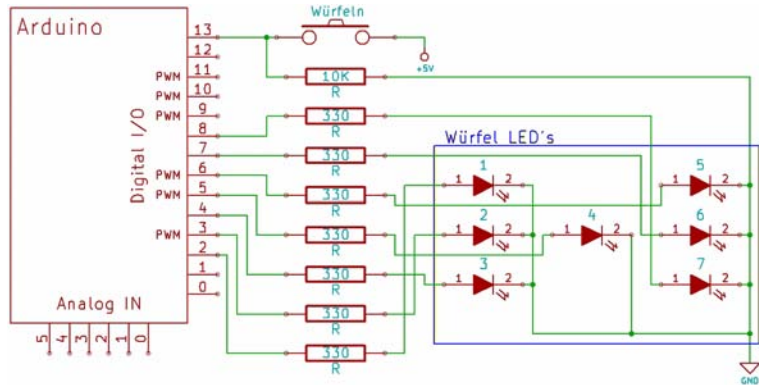 Arduino
Digital I/O
Analog IN
13
12
PWM 11
PWM 10
PWM 9
8
7
PWM 6
PWM 5
4
PWM 3
2
1
0
5 4 3 2 1 0
Würfeln
+5V
10K
R
330
R
330
R
330
R
330
R
330
R
330
R
330
R
Würfel LED's
1
1 2
2
1 2
3
1 2
4
1 2
5
1 2
6
1 2
7
1 2
GND